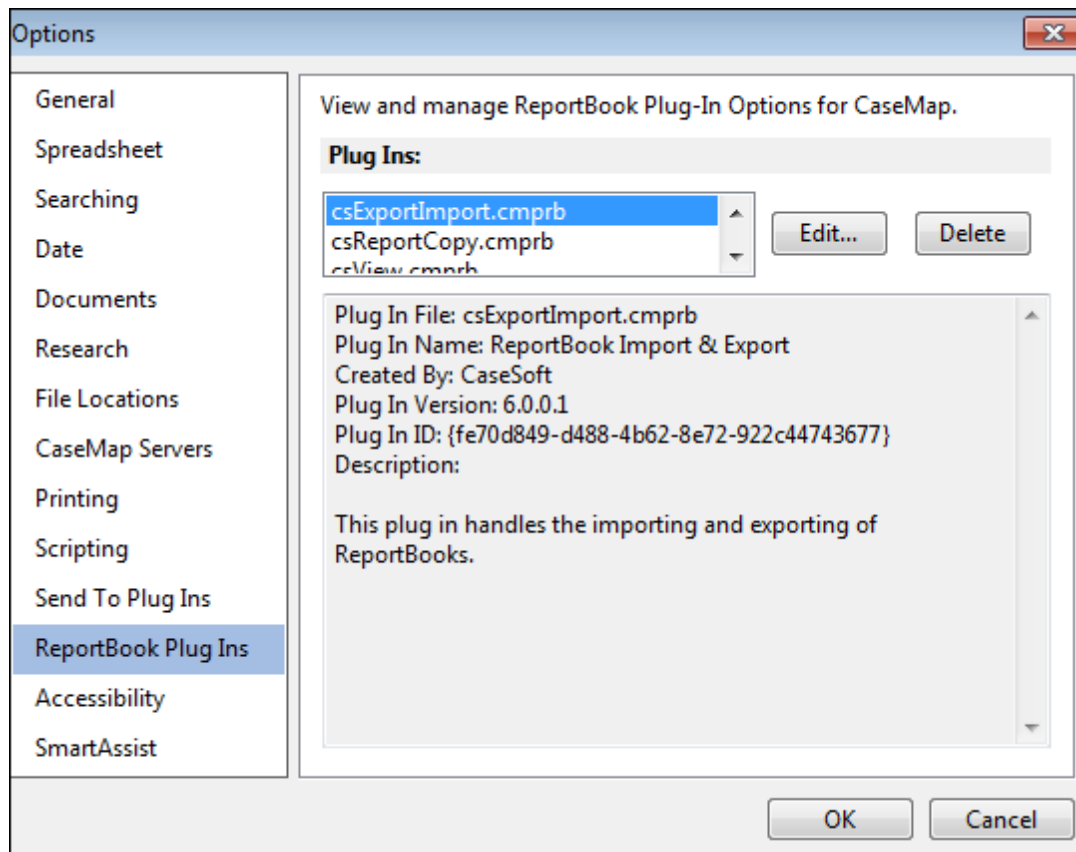 Options
General
Spreadsheet
Searching
Date
Documents
Research
File Locations
CaseMap Servers
Printing
Scripting
Send To Plug Ins
ReportBook Plug Ins
Accessibility
SmartAssist
View and manage ReportBook Plug-In Options for CaseMap.
Plug Ins:
csExportImport.cmprb
csReportCopy.cmprb
csView.cmprb
Edit...
Delete
Plug In File: csExportImport.cmprb
Plug In Name: ReportBook Import & Export
Created By: CaseSoft
Plug In Version: 6.0.0.1
Plug In ID: {fe70d849-d488-4b62-8e72-922c44743677}
Description:
This plug in handles the importing and exporting of
ReportBooks.
OK
Cancel